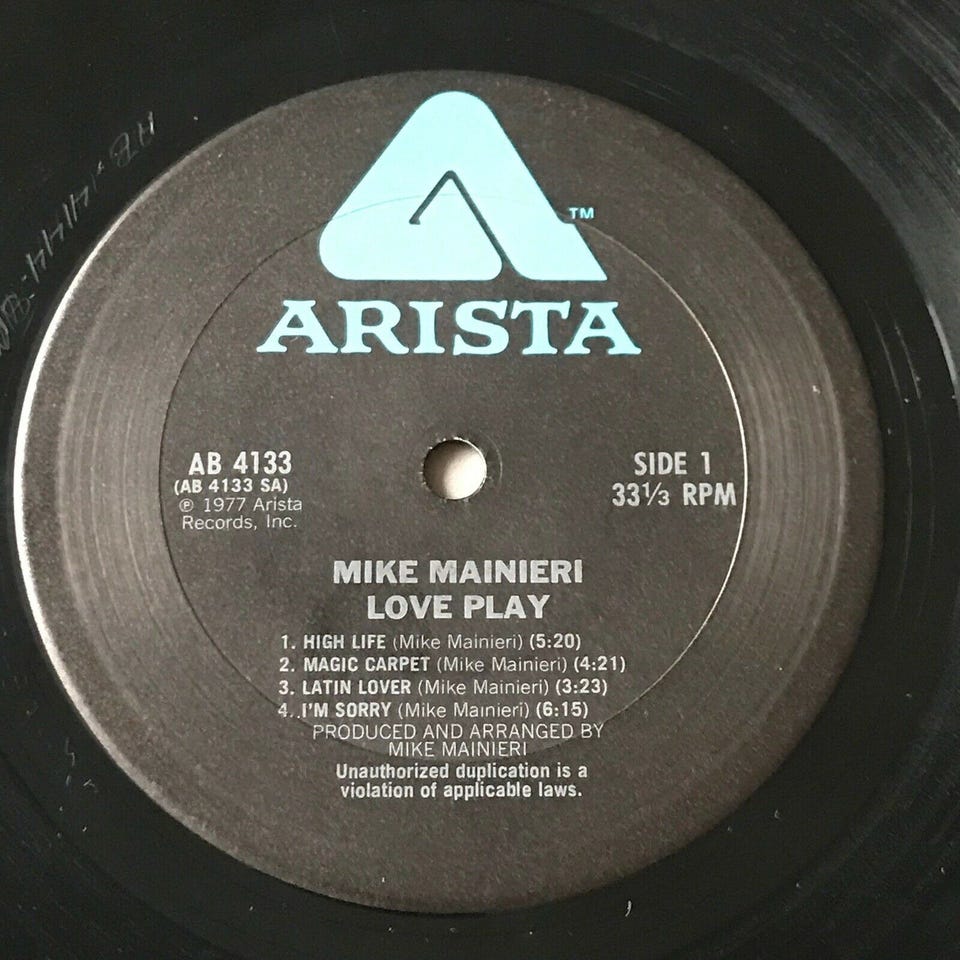 TM
ARISTA
AB 4133
(AB 4133 SA)
℗ 1977 Arista
Records, Inc.
SIDE 1
33⅓ RPM
MIKE MAINIERI
LOVE PLAY
1. HIGH LIFE (Mike Mainieri) (5:20)
2. MAGIC CARPET (Mike Mainieri) (4:21)
3. LATIN LOVER (Mike Mainieri) (3:23)
4. I'M SORRY (Mike Mainieri) (6:15)
PRODUCED AND ARRANGED BY
MIKE MAINIERI
Unauthorized duplication is a
violation of applicable laws.